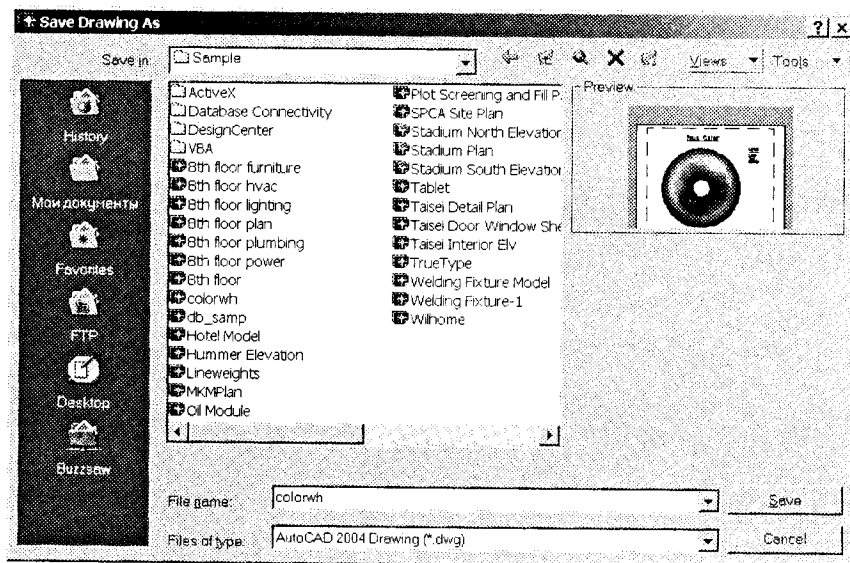 Save Drawing As
Save in:
Sample
Views
Tools
History
Мои документы
Favorites
FTP
Desktop
Buzzsaw
ActiveX
Database Connectivity
DesignCenter
VBA
8th floor furniture
8th floor hvac
8th floor lighting
8th floor plan
8th floor plumbing
8th floor power
8th floor
colorwh
db_samp
Hotel Model
Hummer Elevation
Lineweights
MKMPlan
Oil Module
Plot Screening and Fill P
SPCA Site Plan
Stadium North Elevation
Stadium Plan
Stadium South Elevation
Tablet
Taisei Detail Plan
Taisei Door Window She
Taisei Interior Elv
TrueType
Welding Fixture Model
Welding Fixture-1
Wilhome
Preview
File name:
colorwh
Save
Files of type:
AutoCAD 2004 Drawing (*.dwg)
Cancel